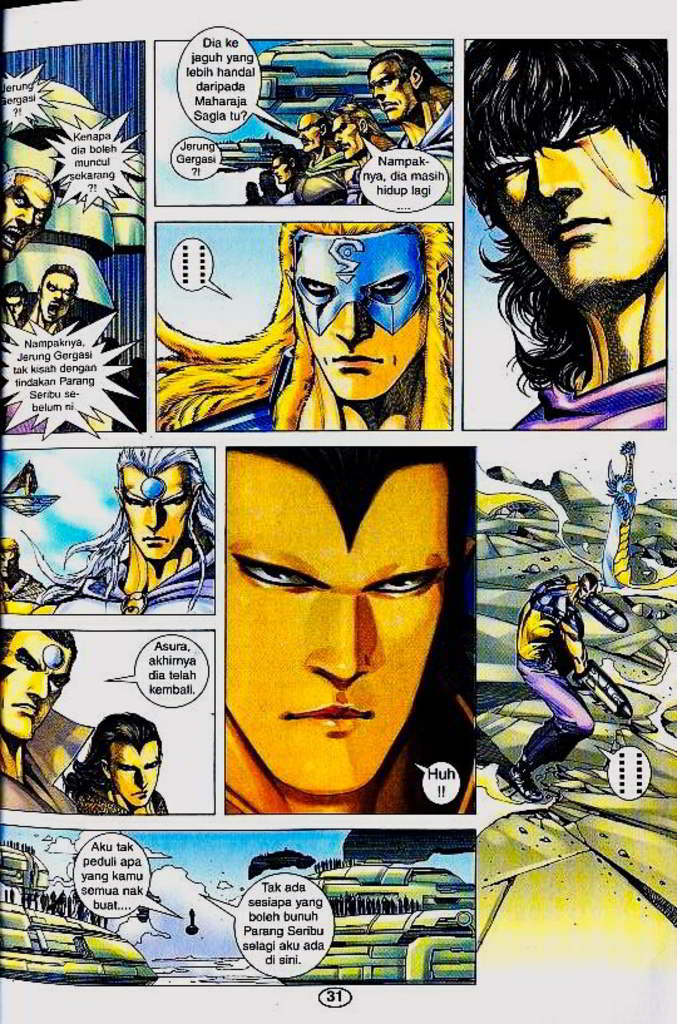 Jerung
Gergasi
?!
Kenapa
dia boleh
muncul
sekarang
?!
Nampaknya,
Jerung Gergasi
tak kisah dengan
tindakan Parang
Seribu se-
belum ni
Dia ke
jaguh yang
lebih handal
daripada
Maharaja
Sagla tu?
Jerung
Gergasi
?!
Nampak-
nya, dia masih
hidup lagi
....
Asura,
akhirnya
dia telah
kembali.
Huh
!!
Aku tak
peduli apa
yang kamu
semua nak
buat....
Tak ada
sesiapa yang
boleh bunuh
Parang Seribu
selagi aku ada
di sini.
31